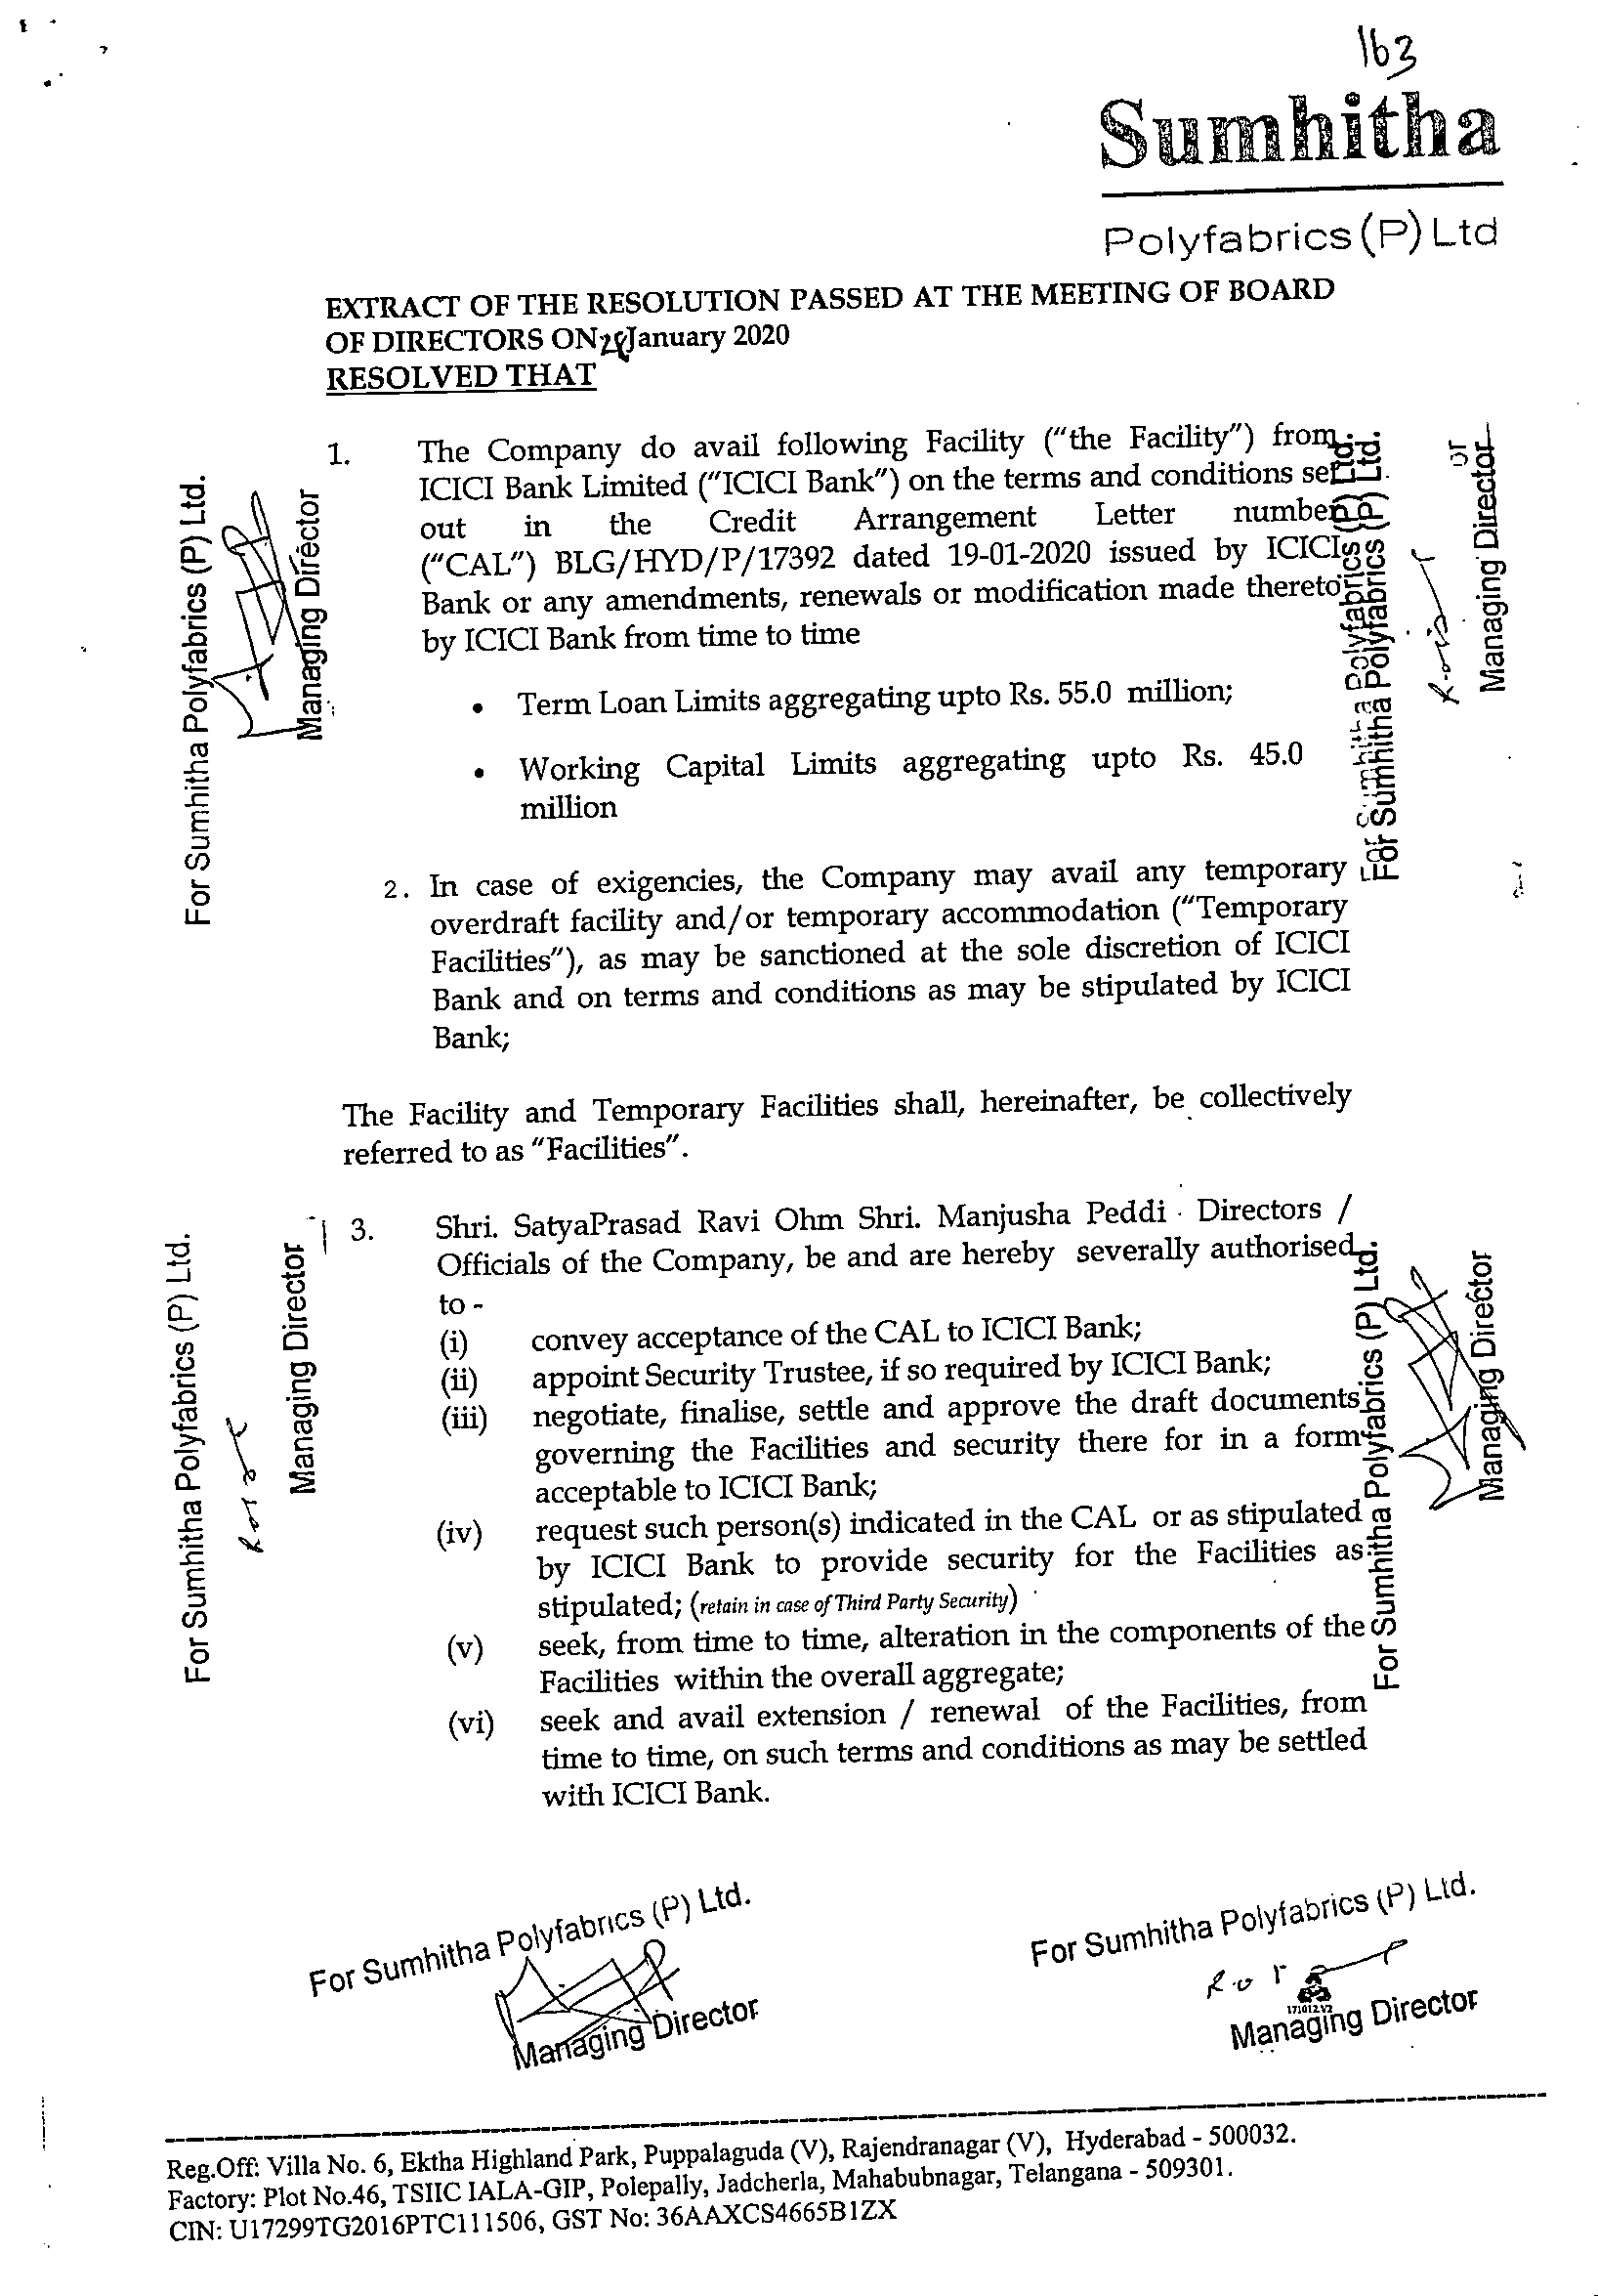 163
Sumhitha
Polyfabrics (P) Ltd
EXTRACT OF THE RESOLUTION PASSED AT THE MEETING OF BOARD
OF DIRECTORS ON January 2020
RESOLVED THAT
1. The Company do avail following Facility ("the Facility") from
ICICI Bank Limited ("ICICI Bank") on the terms and conditions set
out in the Credit Arrangement Letter number
("CAL") BLG/HYD/P/17392 dated 19-01-2020 issued by ICICI
Bank or any amendments, renewals or modification made thereto
by ICICI Bank from time to time
• Term Loan Limits aggregating upto Rs. 55.0 million;
• Working Capital Limits aggregating upto Rs. 45.0
million
For Sumhitha Polyfabrics (P) Ltd.
Managing Director
For Sumhitha Polyfabrics (P) Ltd.
For Sumhitha Polyfabrics (P) Ltd.
Managing Director
2. In case of exigencies, the Company may avail any temporary
overdraft facility and/or temporary accommodation ("Temporary
Facilities"), as may be sanctioned at the sole discretion of ICICI
Bank and on terms and conditions as may be stipulated by ICICI
Bank;
The Facility and Temporary Facilities shall, hereinafter, be collectively
referred to as "Facilities".
3. Shri. SatyaPrasad Ravi Ohm Shri. Manjusha Peddi Directors /
Officials of the Company, be and are hereby severally authorised
to -
(i) convey acceptance of the CAL to ICICI Bank;
(ii) appoint Security Trustee, if so required by ICICI Bank;
(iii) negotiate, finalise, settle and approve the draft documents
governing the Facilities and security there for in a form
acceptable to ICICI Bank;
(iv) request such person(s) indicated in the CAL or as stipulated
by ICICI Bank to provide security for the Facilities as
stipulated; (retain in case of Third Party Security)
(v) seek, from time to time, alteration in the components of the
Facilities within the overall aggregate;
(vi) seek and avail extension / renewal of the Facilities, from
time to time, on such terms and conditions as may be settled
with ICICI Bank.
For Sumhitha Polyfabrics (P) Ltd.
Managing Director
For Sumhitha Polyfabrics (P) Ltd.
Managing Director
For Sumhitha Polyfabrics (P) Ltd.
Managing Director
For Sumhitha Polyfabrics (P) Ltd.
171012V2
Managing Director
Reg.Off: Villa No. 6, Ektha Highland Park, Puppalaguda (V), Rajendranagar (V), Hyderabad - 500032.
Factory: Plot No.46, TSIIC IALA-GIP, Polepally, Jadcherla, Mahabubnagar, Telangana - 509301.
CIN: U17299TG2016PTC111506, GST No: 36AAXCS4665B1ZX